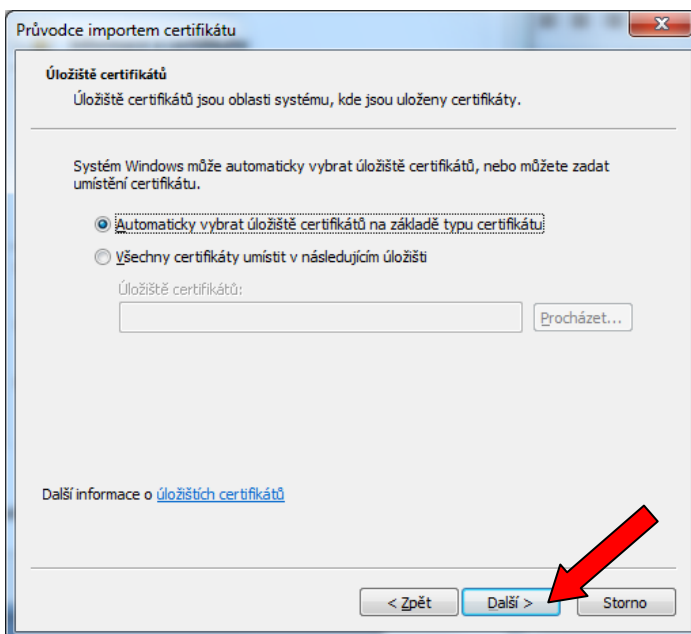 Průvodce importem certifikátu
Úložiště certifikátů
Úložiště certifikátů jsou oblasti systému, kde jsou uloženy certifikáty.
Systém Windows může automaticky vybrat úložiště certifikátů, nebo můžete zadat
umístění certifikátu.
Automaticky vybrat úložiště certifikátů na základě typu certifikátu
Všechny certifikáty umístit v následujícím úložišti
Úložiště certifikátů:
Procházet...
Další informace o úložištích certifikátů
< Zpět Další > Storno